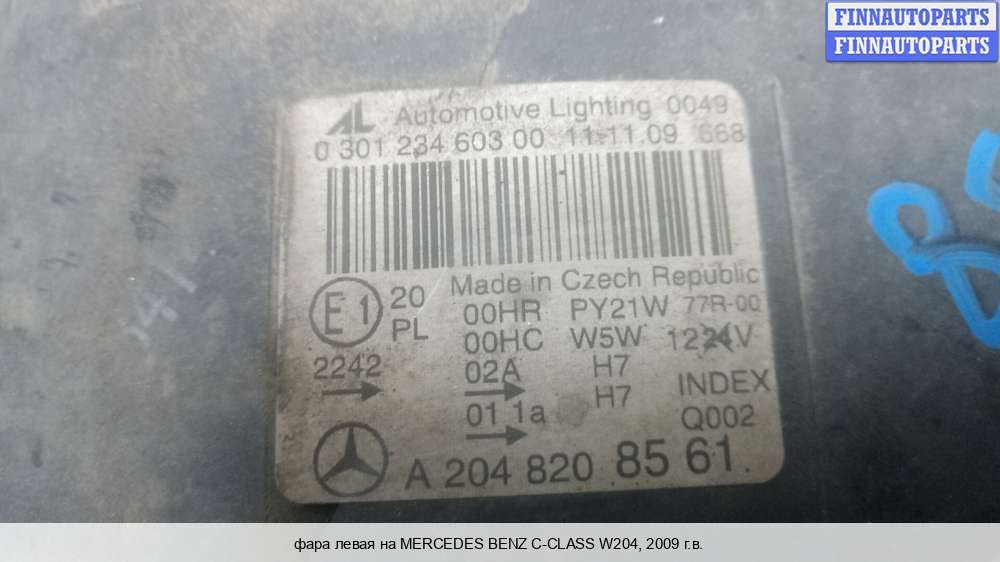 FINNAUTOPARTS
FINNAUTOPARTS
AL Automotive Lighting 0049
0 301 234 603 00 11.11.09 668
Made in Czech Republic
E1 20 PL
00HR PY21W 77R-00
00HC W5W 1224V
2242 02A H7
01 1a H7 INDEX
Q002
A 204 820 85 61
фара левая на MERCEDES BENZ C-CLASS W204, 2009 г.в.